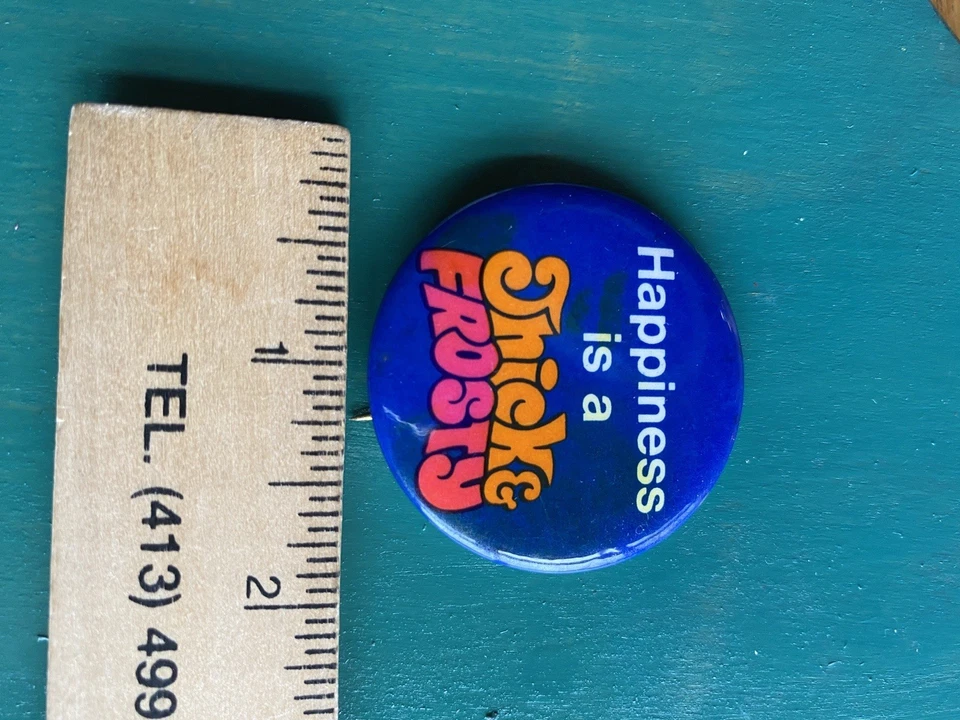 Happiness
is a
Thick &
FROSTY
1
2
TEL. (413) 499